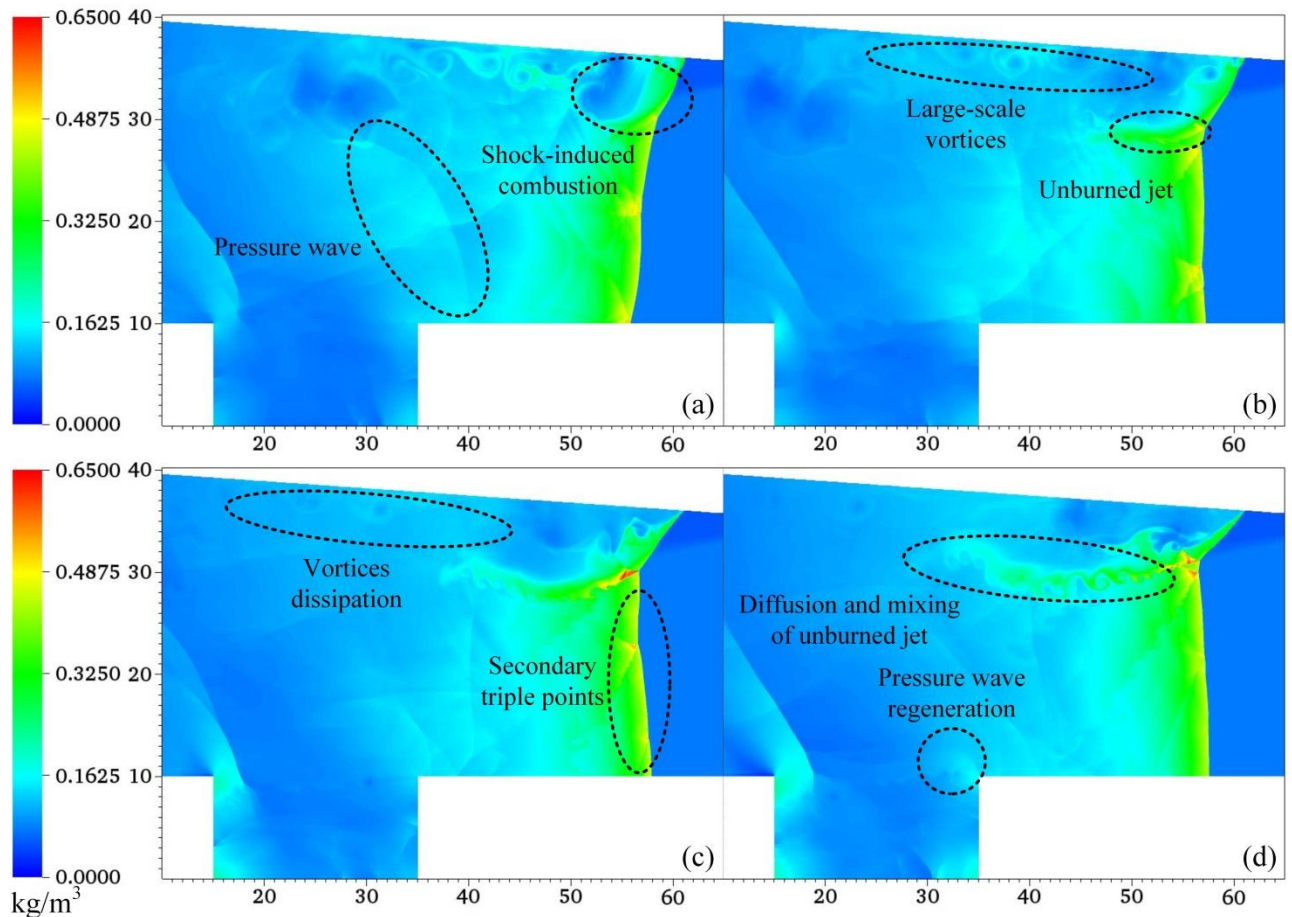 0.6500
0.4875
0.3250
0.1625
0.0000
40
30
20
10
Shock-induced
combustion
Pressure wave
(a)
20 30 40 50 60
Large-scale
vortices
Unburned jet
(b)
20 30 40 50 60
0.6500
0.4875
0.3250
0.1625
0.0000
kg/m³
40
30
20
10
Vortices
dissipation
Secondary
triple points
(c)
20 30 40 50 60
Diffusion and mixing
of unburned jet
Pressure wave
regeneration
(d)
20 30 40 50 60